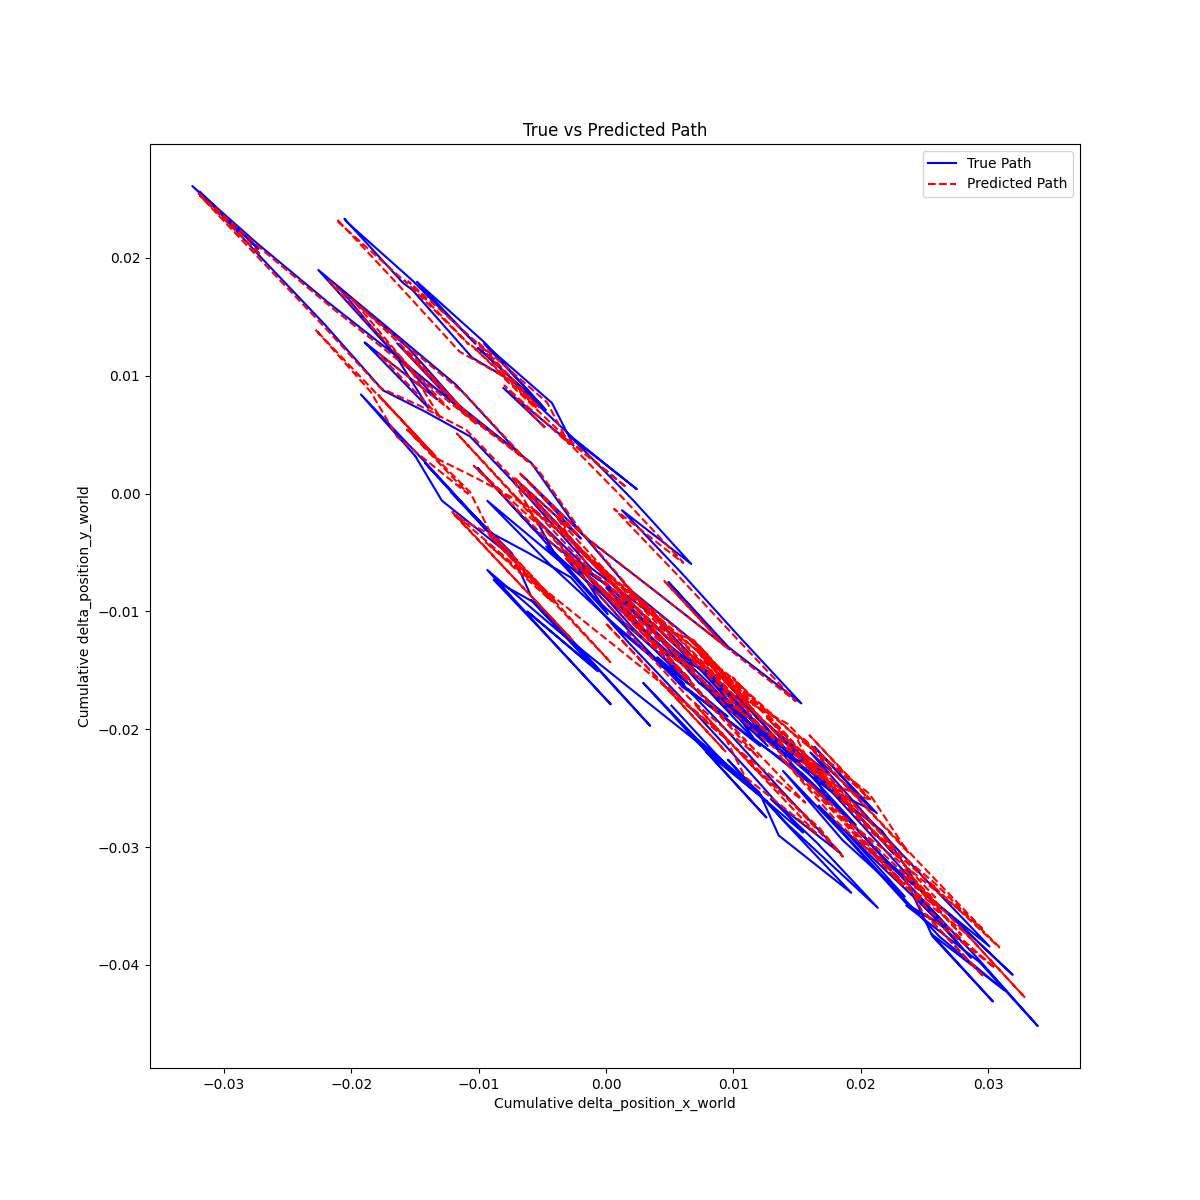 True vs Predicted Path
True Path
Predicted Path
0.02
0.01
0.00
−0.01
−0.02
−0.03
−0.04
Cumulative delta_position_y_world
−0.03
−0.02
−0.01
0.00
0.01
0.02
0.03
Cumulative delta_position_x_world